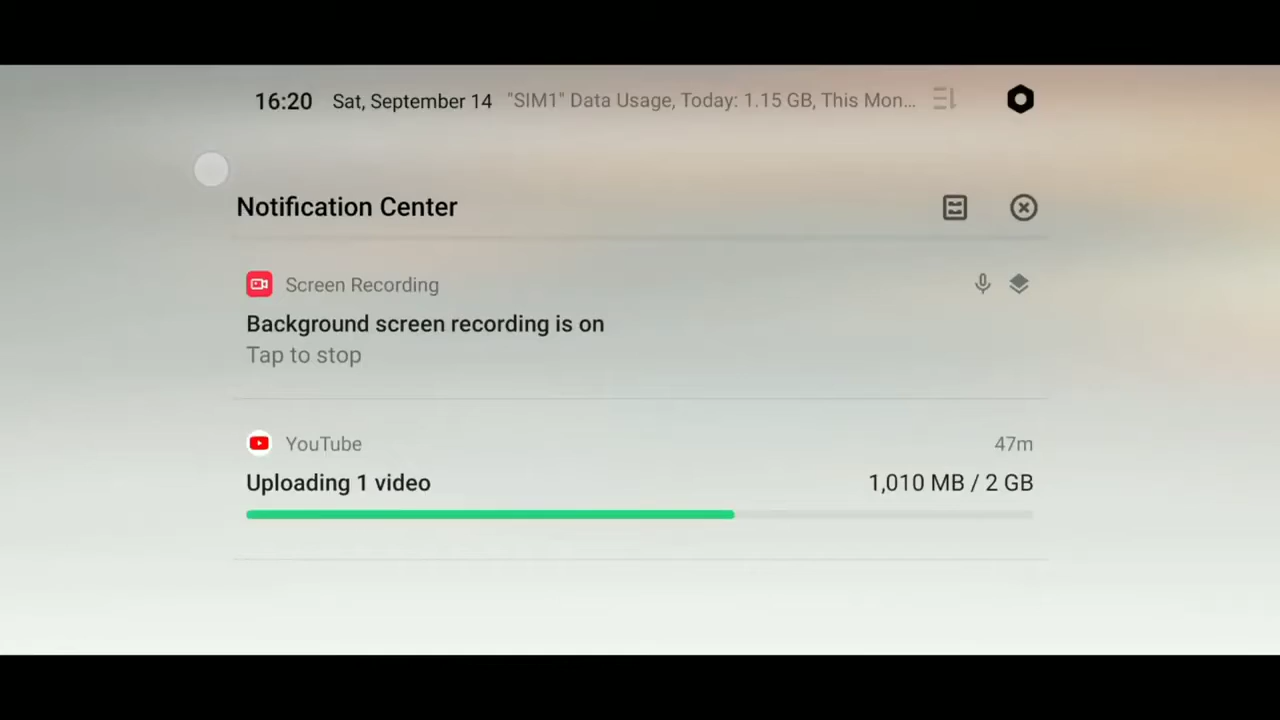 16:20 Sat, September 14 "SIM1" Data Usage, Today: 1.15 GB, This Mon...
Notification Center
Screen Recording
Background screen recording is on
Tap to stop
YouTube 47m
Uploading 1 video 1,010 MB / 2 GB